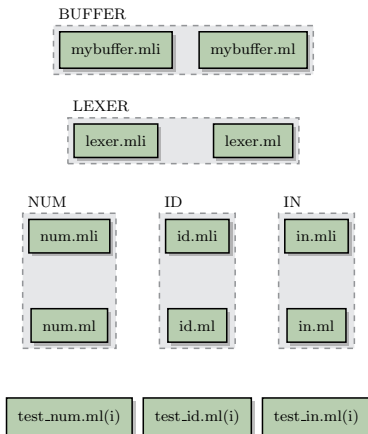 BUFFER
mybuffer.mli mybuffer.ml
LEXER
lexer.mli lexer.ml
NUM ID IN
num.mli id.mli in.mli
num.ml id.ml in.ml
test_num.ml(i) test_id.ml(i) test_in.ml(i)